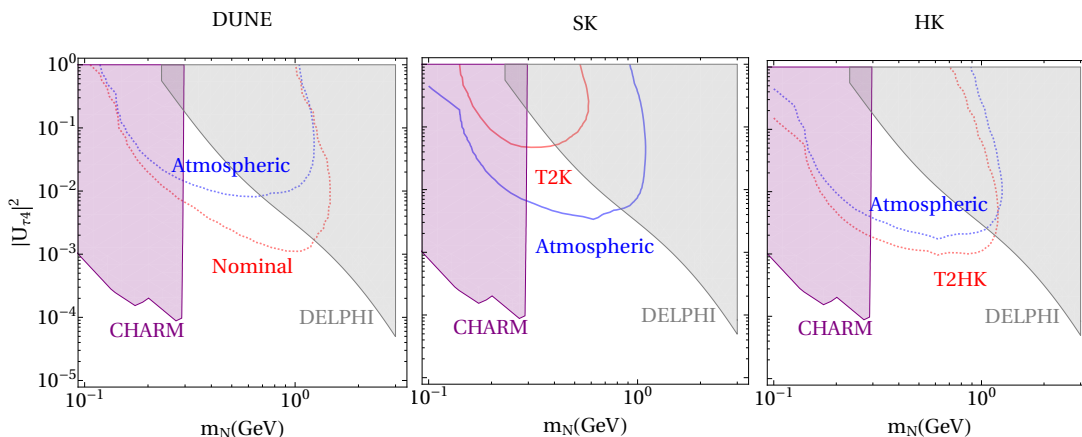 DUNE
SK
HK
|U_{τ4}|^2
10^0
10^{-1}
10^{-2}
10^{-3}
10^{-4}
10^{-5}
Atmospheric
Nominal
CHARM
DELPHI
10^{-1}
10^0
m_N(GeV)
T2K
Atmospheric
CHARM
DELPHI
10^{-1}
10^0
m_N(GeV)
Atmospheric
T2HK
CHARM
DELPHI
10^{-1}
10^0
m_N(GeV)